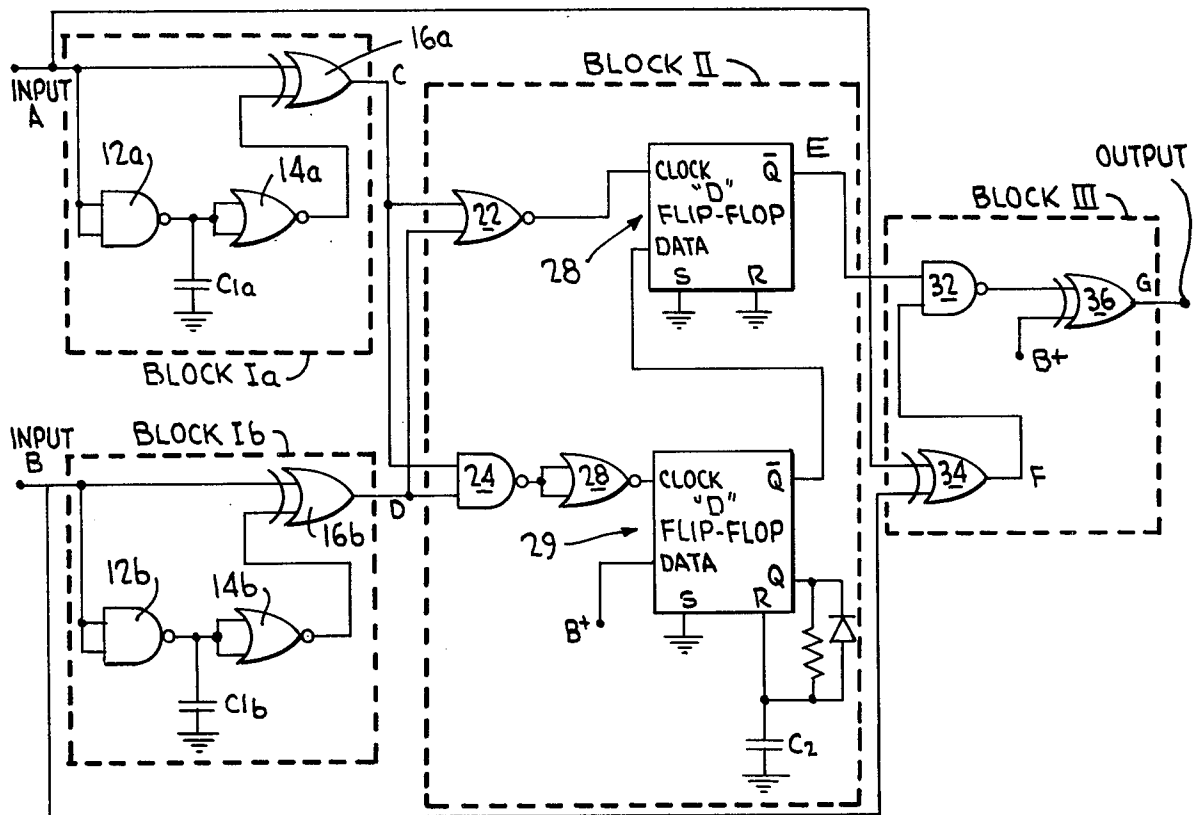 16a
BLOCK II
INPUT
A
C
12a
14a
C1a
BLOCK Ia
22
CLOCK
Q̅
E
"D"
FLIP-FLOP
DATA
S
R
28
OUTPUT
BLOCK III
32
36
G
B+
INPUT
B
BLOCK Ib
D
16b
12b
14b
C1b
24
28
CLOCK
Q̅
"D"
FLIP-FLOP
DATA
Q
S
R
29
B+
C2
34
F